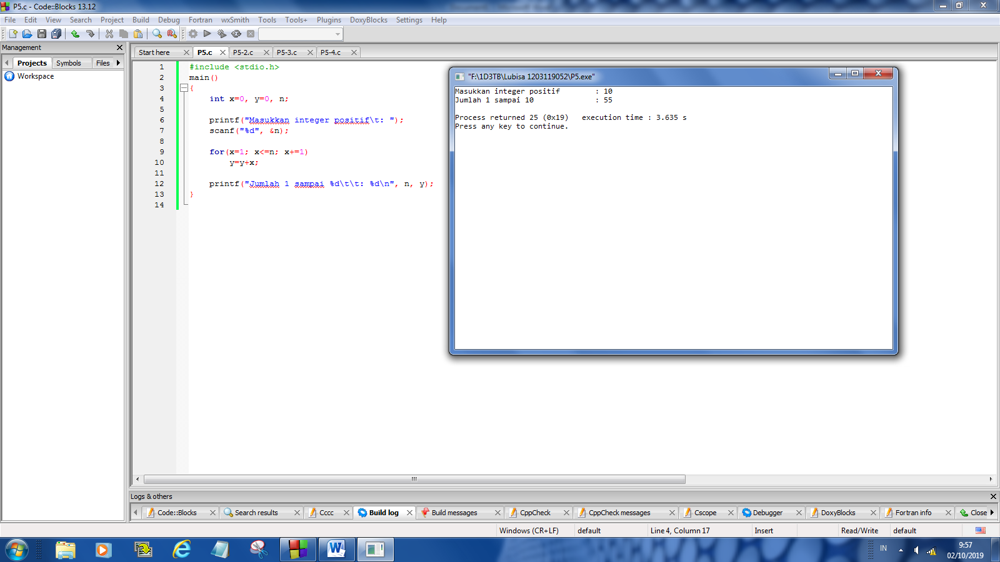 P5.c - Code::Blocks 13.12
File Edit View Search Project Build Debug Fortran wxSmith Tools Tools+ Plugins DoxyBlocks Settings Help
Management
Projects Symbols Files
Workspace
Start here P5.c P5-2.c P5-3.c P5-4.c
1 #include <stdio.h>
2 main()
3 {
4 int x=0, y=0, n;
5
6 printf("Masukkan integer positif\t: ");
7 scanf("%d", &n);
8
9 for(x=1; x<=n; x+=1)
10 y=y+x;
11
12 printf("Jumlah 1 sampai %d\t\t: %d\n", n, y);
13 }
14
"F:\1D3TB\Lubisa 1203119052\P5.exe"
Masukkan integer positif : 10
Jumlah 1 sampai 10 : 55
Process returned 25 (0x19) execution time : 3.635 s
Press any key to continue.
Logs & others
Code::Blocks Search results Cccc Build log Build messages CppCheck CppCheck messages Cscope Debugger DoxyBlocks Fortran info Close
Windows (CR+LF) default Line 4, Column 17 Insert Read/Write default
IN 9:57
02/10/2019